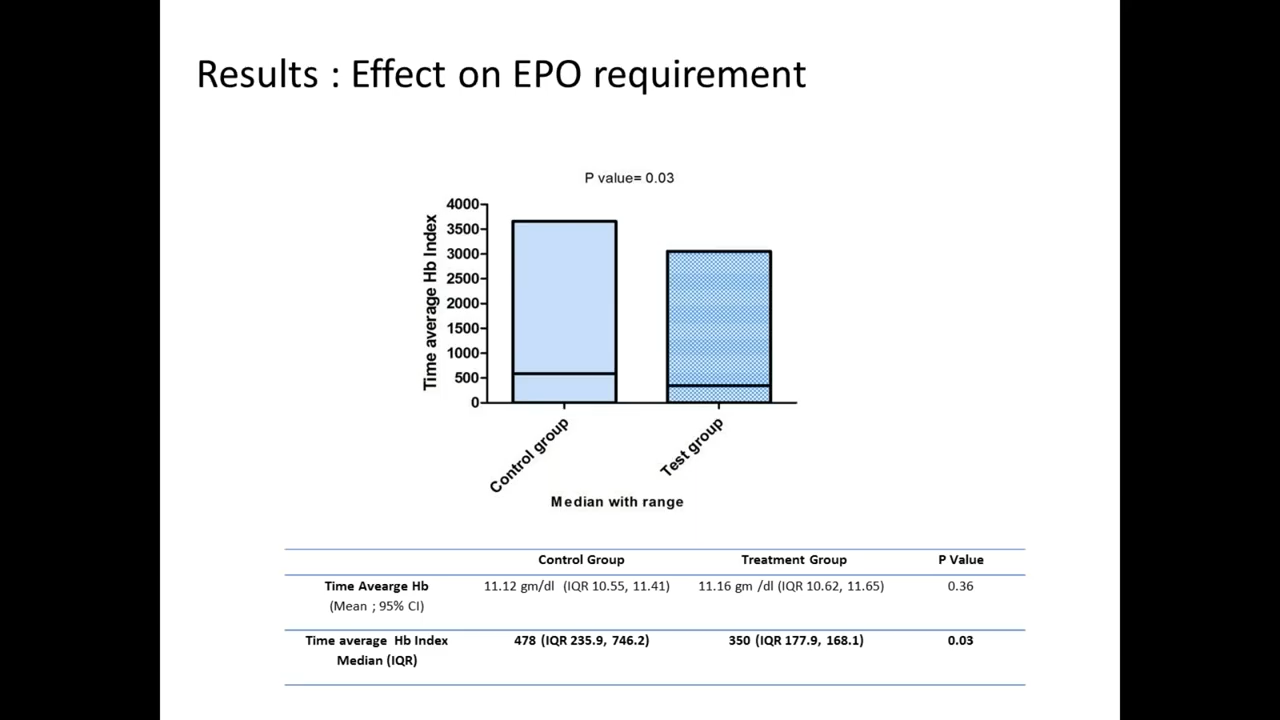 Results : Effect on EPO requirement
P value= 0.03
Time average Hb Index
4000
3500
3000
2500
2000
1500
1000
500
0
Control group
Test group
Median with range
Control Group Treatment Group P Value
Time Avearge Hb 11.12 gm/dl (IQR 10.55, 11.41) 11.16 gm /dl (IQR 10.62, 11.65) 0.36
(Mean ; 95% CI)
Time average Hb Index 478 (IQR 235.9, 746.2) 350 (IQR 177.9, 168.1) 0.03
Median (IQR)